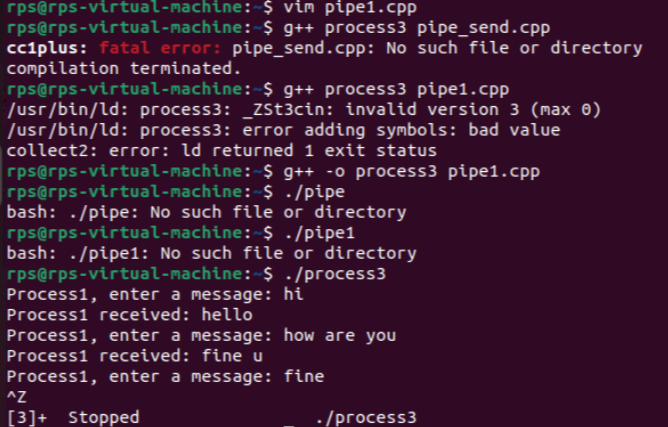 rps@rps-virtual-machine:~$ vim pipe1.cpp
rps@rps-virtual-machine:~$ g++ process3 pipe_send.cpp
cc1plus: fatal error: pipe_send.cpp: No such file or directory
compilation terminated.
rps@rps-virtual-machine:~$ g++ process3 pipe1.cpp
/usr/bin/ld: process3: _ZSt3cin: invalid version 3 (max 0)
/usr/bin/ld: process3: error adding symbols: bad value
collect2: error: ld returned 1 exit status
rps@rps-virtual-machine:~$ g++ -o process3 pipe1.cpp
rps@rps-virtual-machine:~$ ./pipe
bash: ./pipe: No such file or directory
rps@rps-virtual-machine:~$ ./pipe1
bash: ./pipe1: No such file or directory
rps@rps-virtual-machine:~$ ./process3
Process1, enter a message: hi
Process1 received: hello
Process1, enter a message: how are you
Process1 received: fine u
Process1, enter a message: fine
^Z
[3]+  Stopped                 ./process3